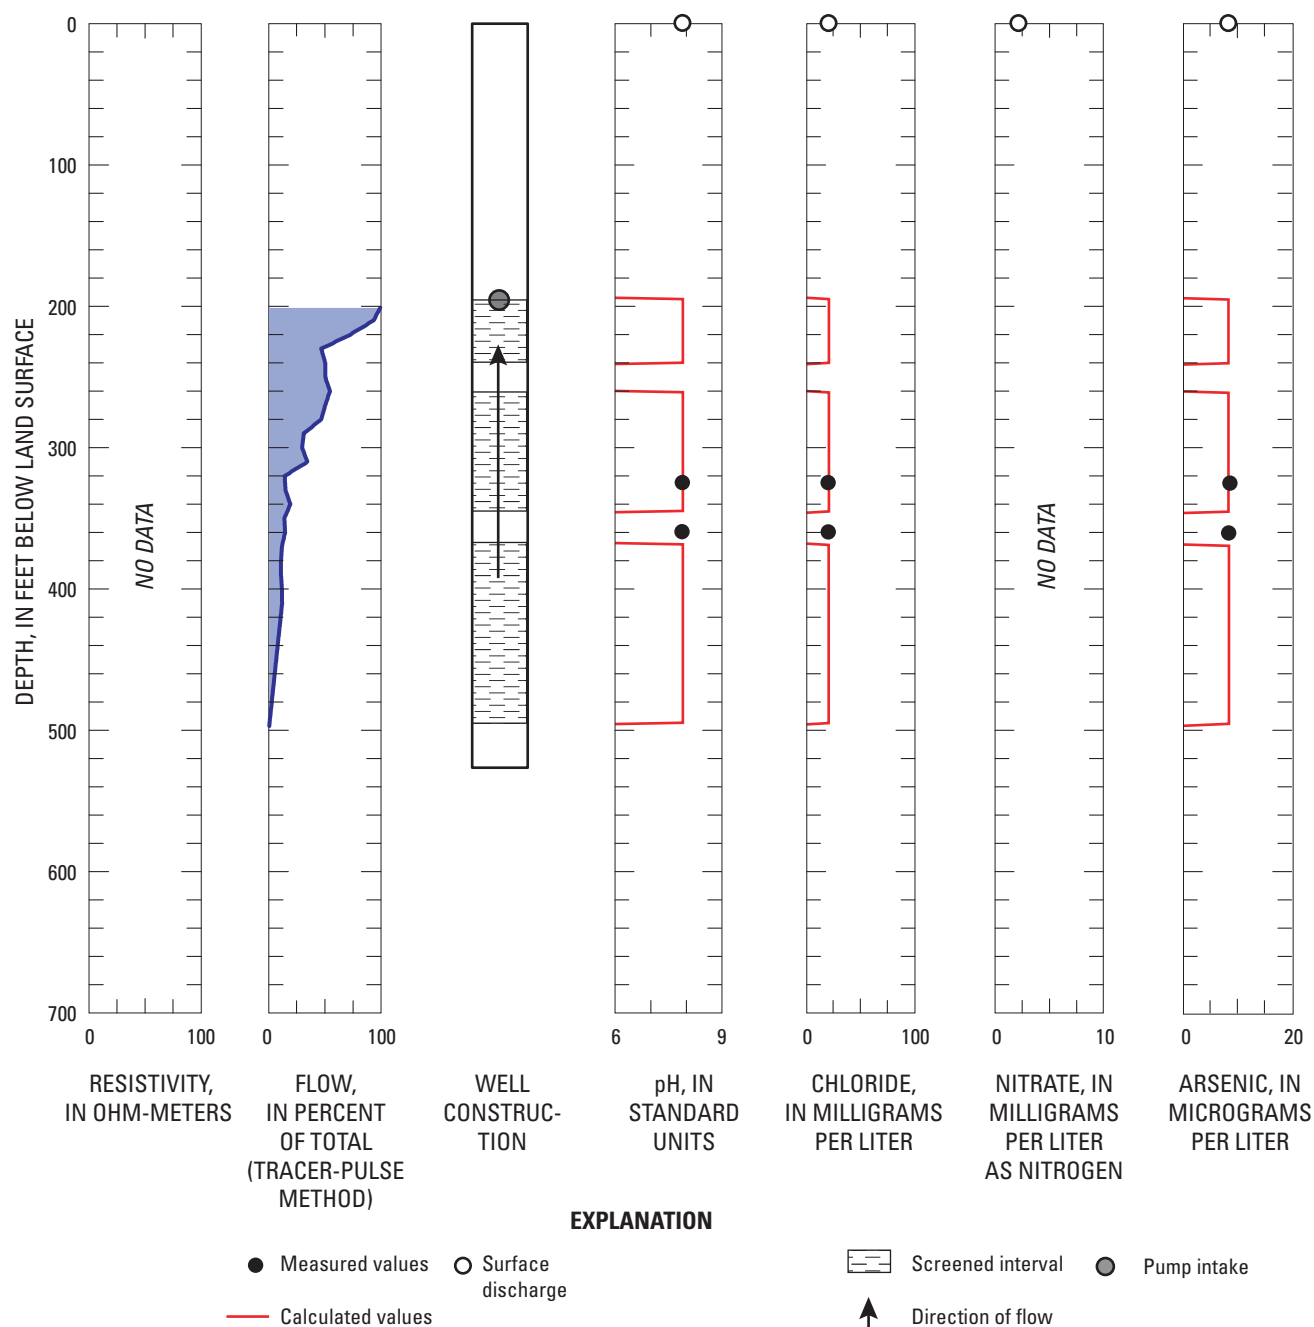 DEPTH, IN FEET BELOW LAND SURFACE
0
100
200
300
400
500
600
700
NO DATA
NO DATA
0 100
0 100
6 9
0 100
0 10
0 20
RESISTIVITY,
IN OHM-METERS
FLOW,
IN PERCENT
OF TOTAL
(TRACER-PULSE
METHOD)
WELL
CONSTRUC-
TION
pH, IN
STANDARD
UNITS
CHLORIDE,
IN MILLIGRAMS
PER LITER
NITRATE, IN
MILLIGRAMS
PER LITER
AS NITROGEN
ARSENIC, IN
MICROGRAMS
PER LITER
EXPLANATION
Measured values
Surface
discharge
Screened interval
Pump intake
Calculated values
Direction of flow